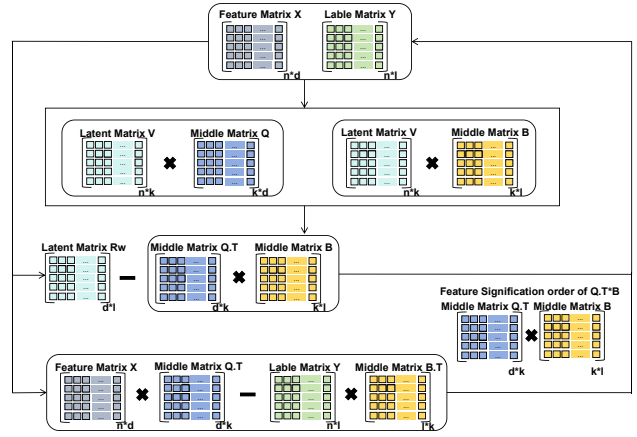 Feature Matrix X Lable Matrix Y
n*d n*l
Latent Matrix V Middle Matrix Q Latent Matrix V Middle Matrix B
n*k k*d n*k k*l
Latent Matrix Rw Middle Matrix Q.T Middle Matrix B
d*l d*k k*l
Feature Signification order of Q.T*B
Middle Matrix Q.T Middle Matrix B
d*k k*l
Feature Matrix X Middle Matrix Q.T Lable Matrix Y Middle Matrix B.T
n*d d*k n*l l*k